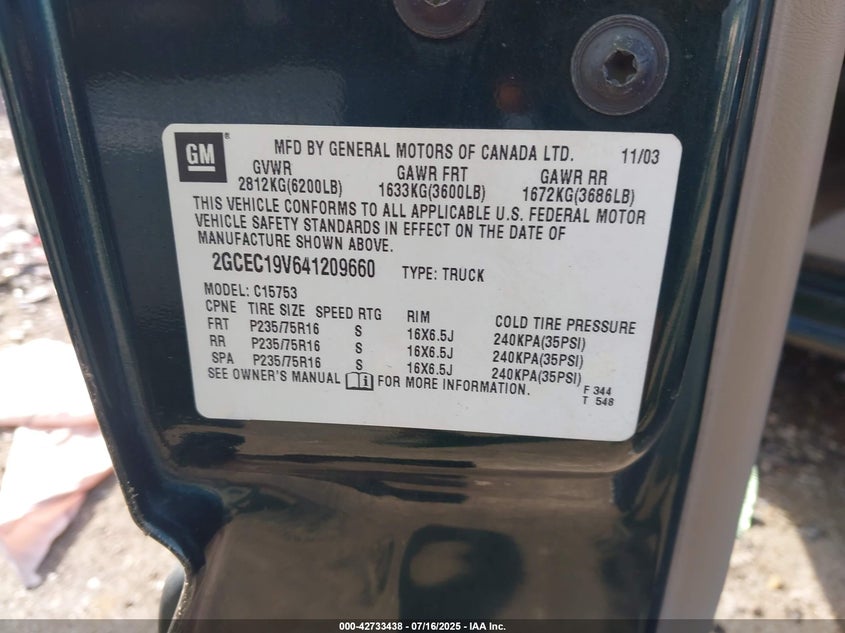 GM ® MFD BY GENERAL MOTORS OF CANADA LTD. 11/03
GVWR GAWR FRT GAWR RR
2812KG(6200LB) 1633KG(3600LB) 1672KG(3686LB)
THIS VEHICLE CONFORMS TO ALL APPLICABLE U.S. FEDERAL MOTOR
VEHICLE SAFETY STANDARDS IN EFFECT ON THE DATE OF
MANUFACTURE SHOWN ABOVE.
2GCEC19V641209660 TYPE: TRUCK
MODEL: C15753
CPNE TIRE SIZE SPEED RTG RIM COLD TIRE PRESSURE
FRT P235/75R16 S 16X6.5J 240KPA(35PSI)
RR P235/75R16 S 16X6.5J 240KPA(35PSI)
SPA P235/75R16 S 16X6.5J 240KPA(35PSI)
SEE OWNER'S MANUAL FOR MORE INFORMATION.
F 344
T 548
000-42733438 - 07/16/2025 - IAA Inc.